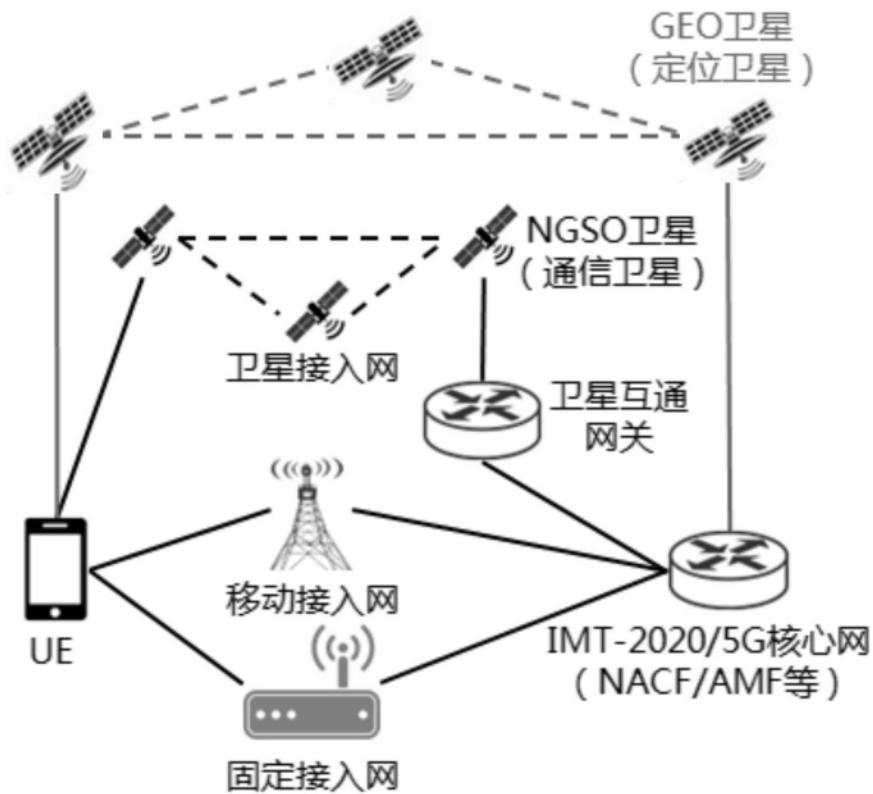 GEO卫星
（定位卫星）
NGSO卫星
（通信卫星）
卫星接入网
卫星互通
网关
移动接入网
UE
IMT-2020/5G核心网
（NACF/AMF等）
固定接入网